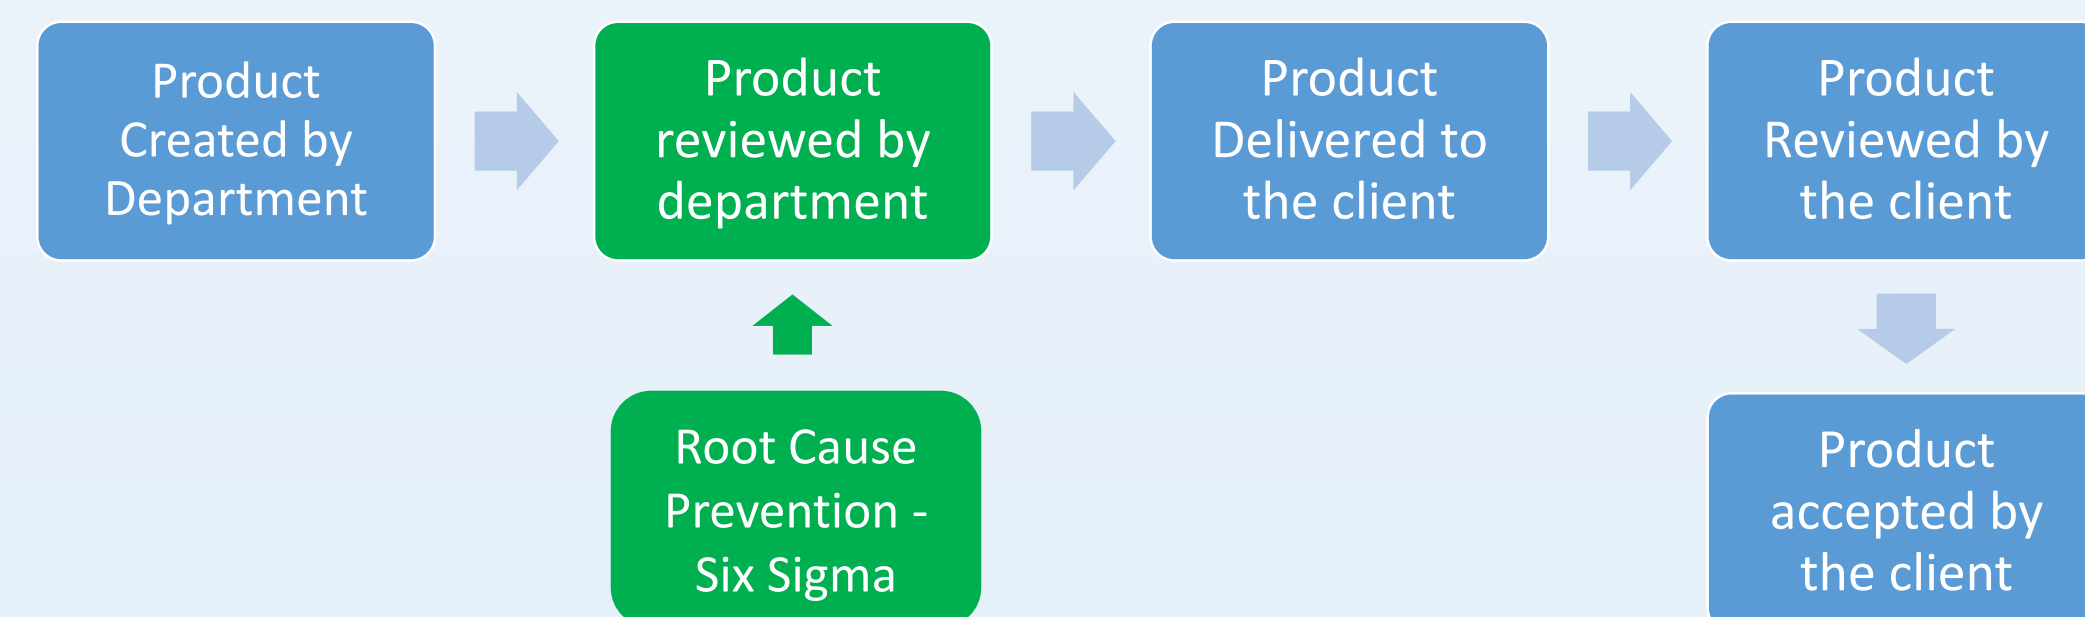 Product
Created by
Department
Product
reviewed by
department
Product
Delivered to
the client
Product
Reviewed by
the client
Root Cause
Prevention -
Six Sigma
Product
accepted by
the client